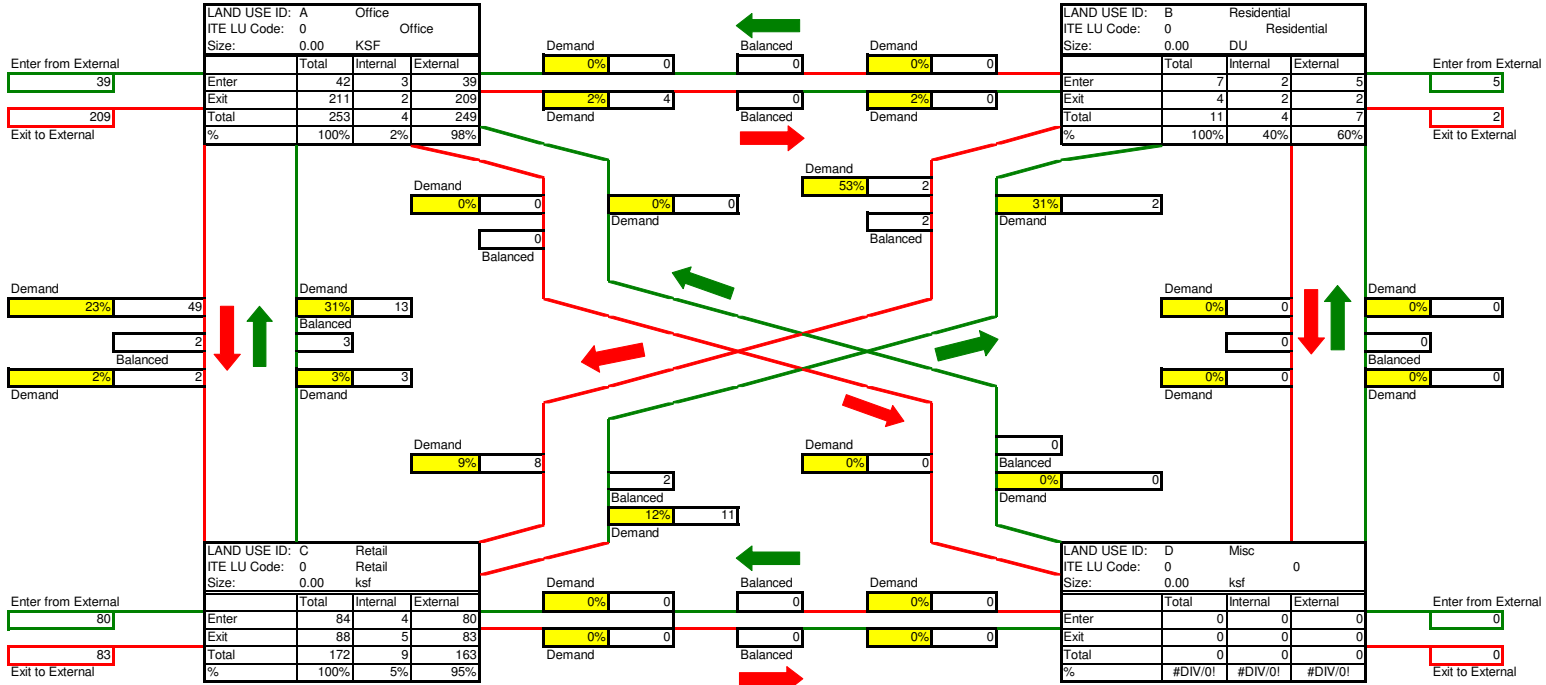 LAND USE ID: A Office
ITE LU Code: 0 Office
Size: 0.00 KSF
Total Internal External
Enter 42 3 39
Exit 211 2 209
Total 253 4 249
% 100% 2% 98%
Enter from External
39
209
Exit to External
Demand Balanced Demand
0% 0 0 0% 0
2% 4 0 2% 0
Demand Balanced Demand
LAND USE ID: B Residential
ITE LU Code: 0 Residential
Size: 0.00 DU
Total Internal External
Enter 7 2 5
Exit 4 2 2
Total 11 4 7
% 100% 40% 60%
Enter from External
5
2
Exit to External
Demand
0% 0
0
Balanced
0% 0
Demand
Demand
53% 2
2
Balanced
31% 2
Demand
Demand
23% 49
2
Balanced
2% 2
Demand
Demand
31% 13
Balanced
3
3% 3
Demand
Demand
0% 0
0
0% 0
Demand
Demand
0% 0
0
Balanced
0% 0
Demand
Demand
9% 8
2
Balanced
12% 11
Demand
Demand
0% 0
0
Balanced
0% 0
Demand
LAND USE ID: C Retail
ITE LU Code: 0 Retail
Size: 0.00 ksf
Total Internal External
Enter 84 4 80
Exit 88 5 83
Total 172 9 163
% 100% 5% 95%
Enter from External
80
83
Exit to External
Demand Balanced Demand
0% 0 0 0% 0
0% 0 0 0% 0
Demand Balanced Demand
LAND USE ID: D Misc
ITE LU Code: 0 0
Size: 0.00 ksf
Total Internal External
Enter 0 0 0
Exit 0 0 0
Total 0 0 0
% #DIV/0! #DIV/0! #DIV/0!
Enter from External
0
0
Exit to External